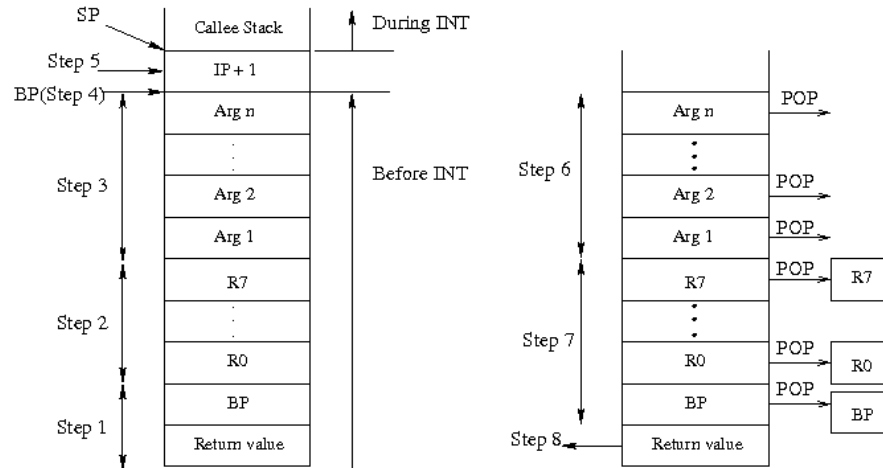 SP
Callee Stack
During INT
Step 5
IP + 1
BP(Step 4)
Arg n
Step 3
Before INT
Arg 2
Arg 1
R7
Step 2
R0
BP
Step 1
Return value
Arg n
POP
Step 6
Arg 2
POP
Arg 1
POP
R7
POP
R7
Step 7
R0
POP
R0
BP
POP
BP
Step 8
Return value